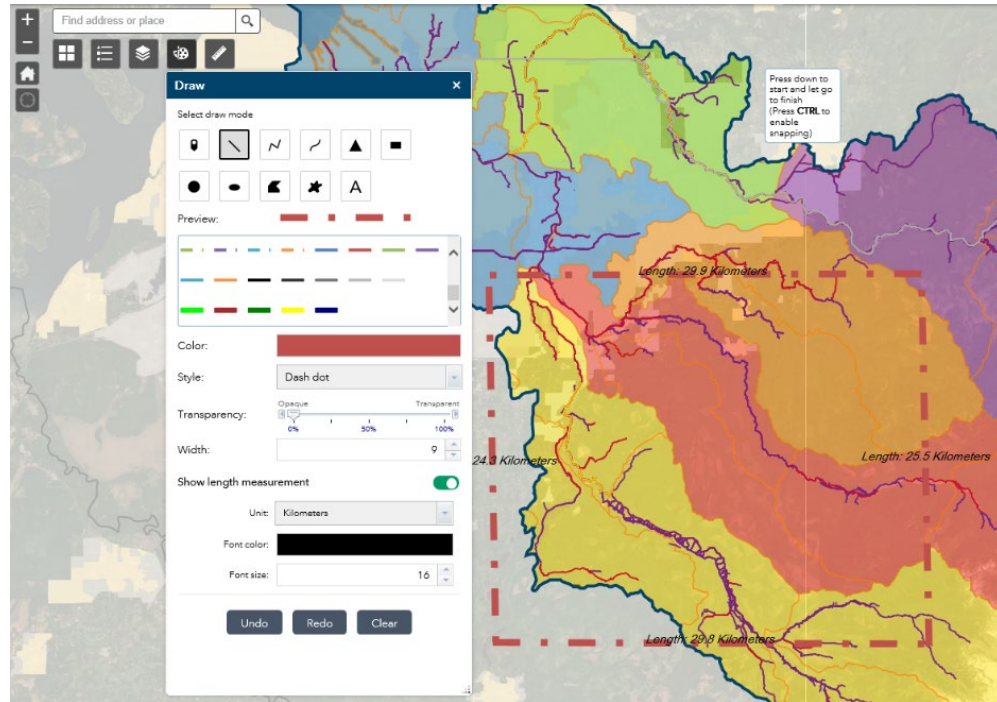 +
Find address or place
−
Draw
×
Select draw mode
A
Preview:
Color:
Style:
Dash dot
Transparency:
Opaque
Transparent
0%
50%
100%
Width:
9
Show length measurement
Unit:
Kilometers
Font color:
Font size:
16
Undo
Redo
Clear
Press down to
start and let go
to finish
(Press CTRL to
enable
snapping)
Length: 29.9 Kilometers
24.3 Kilometers
Length: 25.5 Kilometers
Length: 29.8 Kilometers